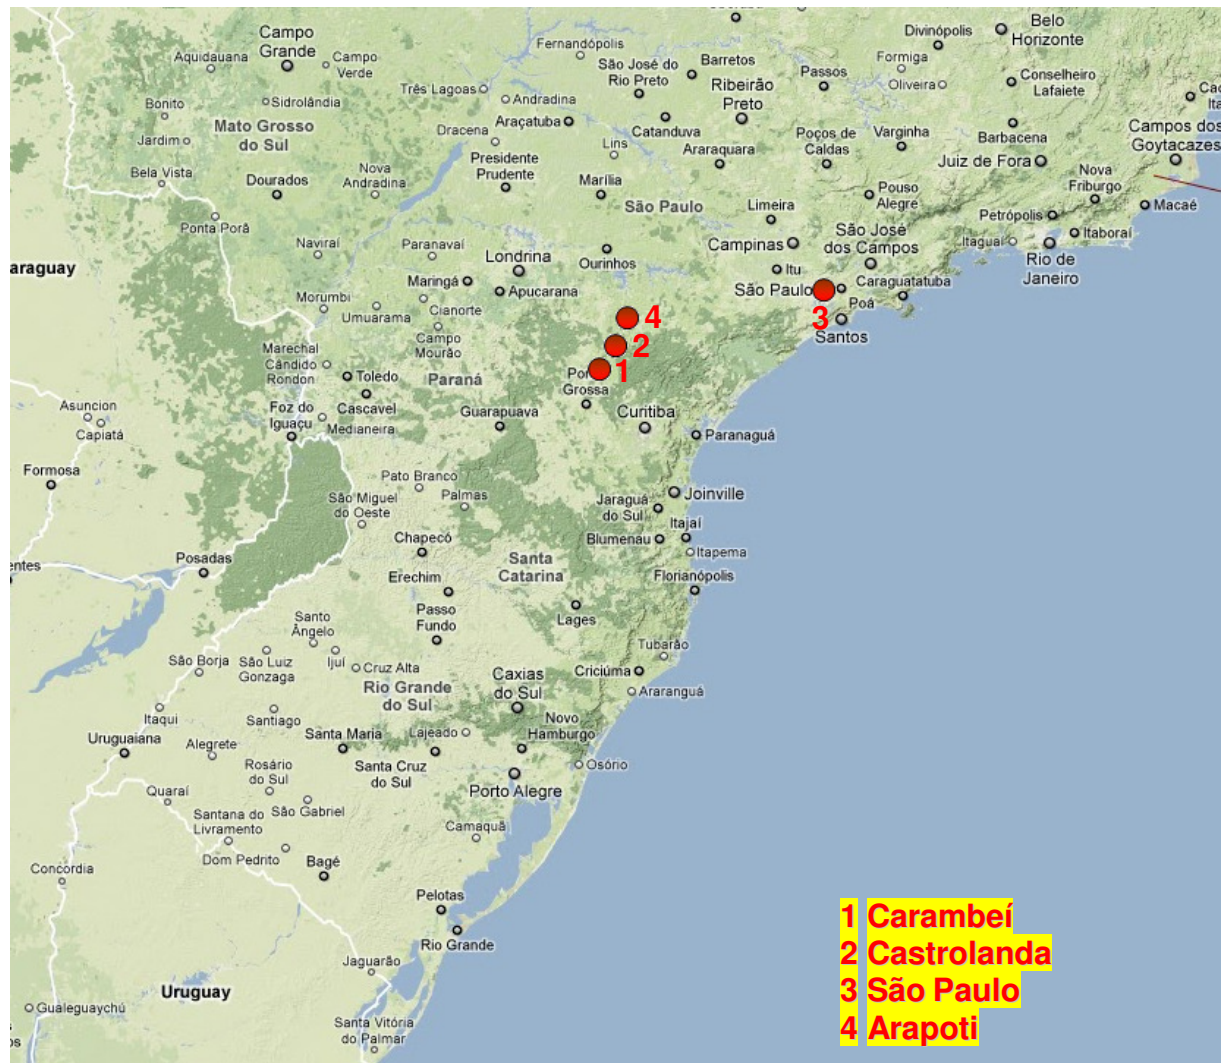 Campo
Grande
Aquidauana
Campo
Verde
Fernandópolis
São José do
Rio Preto
Barretos
Passos
Divinópolis
Formiga
Oliveira
Belo
Horizonte
Conselheiro
Lafaiete
Bonito
Sidrolândia
Três Lagoas
Andradina
Araçatuba
Ribeirão
Preto
Jardim
Mato Grosso
do Sul
Dracena
Lins
Catanduva
Araraquara
Poços de
Caldas
Varginha
Barbacena
Juiz de Fora
Campos dos
Goytacazes
Bela Vista
Dourados
Nova
Andradina
Presidente
Prudente
Marília
São Paulo
Limeira
Pouso
Alegre
Nova
Friburgo
Macaé
Petrópolis
Itaboraí
Ponta Porã
Naviraí
Paranavaí
Londrina
Ourinhos
Campinas
São José
dos Campos
Itaguaí
Rio de
Janeiro
araguay
Maringá
Apucarana
Itu
São Paulo
Caraguatatuba
Poá
Santos
3
Morumbi
Umuarama
Cianorte
Campo
Mourão
4
2
1
Marechal
Cândido
Rondon
Toledo
Paraná
Grossa
Asuncion
Capiatá
Foz do
Iguaçu
Cascavel
Medianeira
Guarapuava
Curitiba
Paranaguá
Formosa
Pato Branco
São Miguel
do Oeste
Palmas
Jaraguá
do Sul
Joinville
Itajaí
Blumenau
Itapema
entes
Posadas
Chapecó
Santa
Catarina
Erechim
Florianópolis
Passo
Fundo
Lages
Santo
Ângelo
São Borja
São Luiz
Gonzaga
Ijuí
Cruz Alta
Tubarão
Criciúma
Araranguá
Rio Grande
do Sul
Caxias
do Sul
Itaqui
Santiago
Santa Maria
Lajeado
Novo
Hamburgo
Uruguaiana
Alegrete
Rosário
do Sul
Santa Cruz
do Sul
Osório
Porto Alegre
Quaraí
Santana do
Livramento
São Gabriel
Camaquã
Dom Pedrito
Bagé
Concordia
Pelotas
Rio Grande
Jaguarão
Uruguay
Gualeguaychú
Santa Vitória
do Palmar
1 Carambeí
2 Castrolanda
3 São Paulo
4 Arapoti